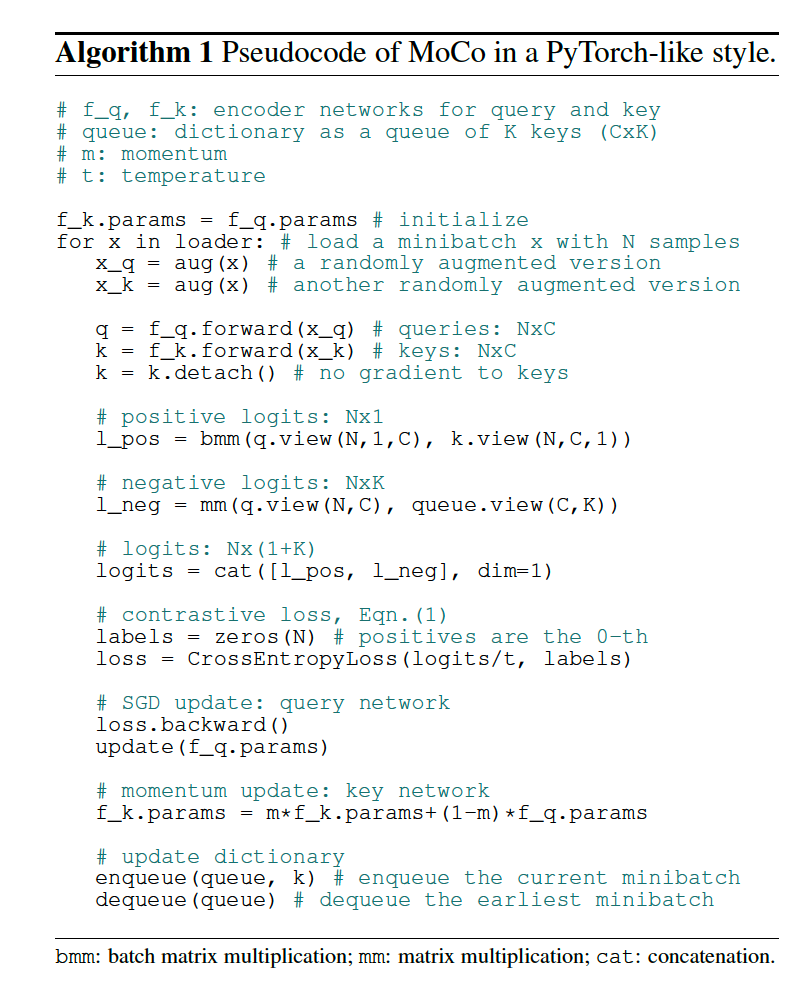 Algorithm 1 Pseudocode of MoCo in a PyTorch-like style.
# f_q, f_k: encoder networks for query and key
# queue: dictionary as a queue of K keys (CxK)
# m: momentum
# t: temperature
f_k.params = f_q.params # initialize
for x in loader: # load a minibatch x with N samples
x_q = aug(x) # a randomly augmented version
x_k = aug(x) # another randomly augmented version
q = f_q.forward(x_q) # queries: NxC
k = f_k.forward(x_k) # keys: NxC
k = k.detach() # no gradient to keys
# positive logits: Nx1
l_pos = bmm(q.view(N,1,C), k.view(N,C,1))
# negative logits: NxK
l_neg = mm(q.view(N,C), queue.view(C,K))
# logits: Nx(1+K)
logits = cat([l_pos, l_neg], dim=1)
# contrastive loss, Eqn.(1)
labels = zeros(N) # positives are the 0-th
loss = CrossEntropyLoss(logits/t, labels)
# SGD update: query network
loss.backward()
update(f_q.params)
# momentum update: key network
f_k.params = m*f_k.params+(1-m)*f_q.params
# update dictionary
enqueue(queue, k) # enqueue the current minibatch
dequeue(queue) # dequeue the earliest minibatch
bmm: batch matrix multiplication; mm: matrix multiplication; cat: concatenation.